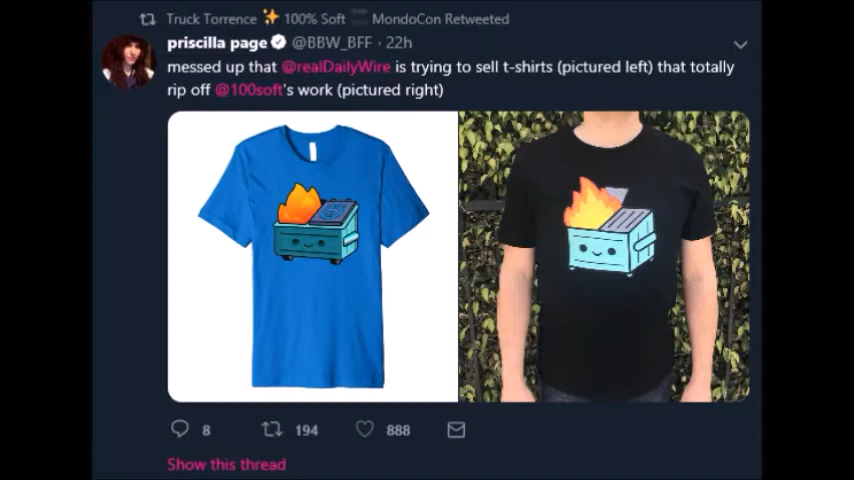 Truck Torrence ✨ 100% Soft MondoCon Retweeted
priscilla page @BBW_BFF · 22h
messed up that @realDailyWire is trying to sell t-shirts (pictured left) that totally
rip off @100soft's work (pictured right)
8 194 888
Show this thread